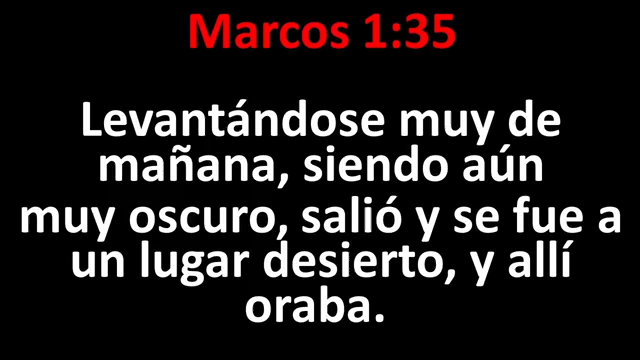 Marcos 1:35
Levantándose muy de
mañana, siendo aún
muy oscuro, salió y se fue a
un lugar desierto, y allí
oraba.